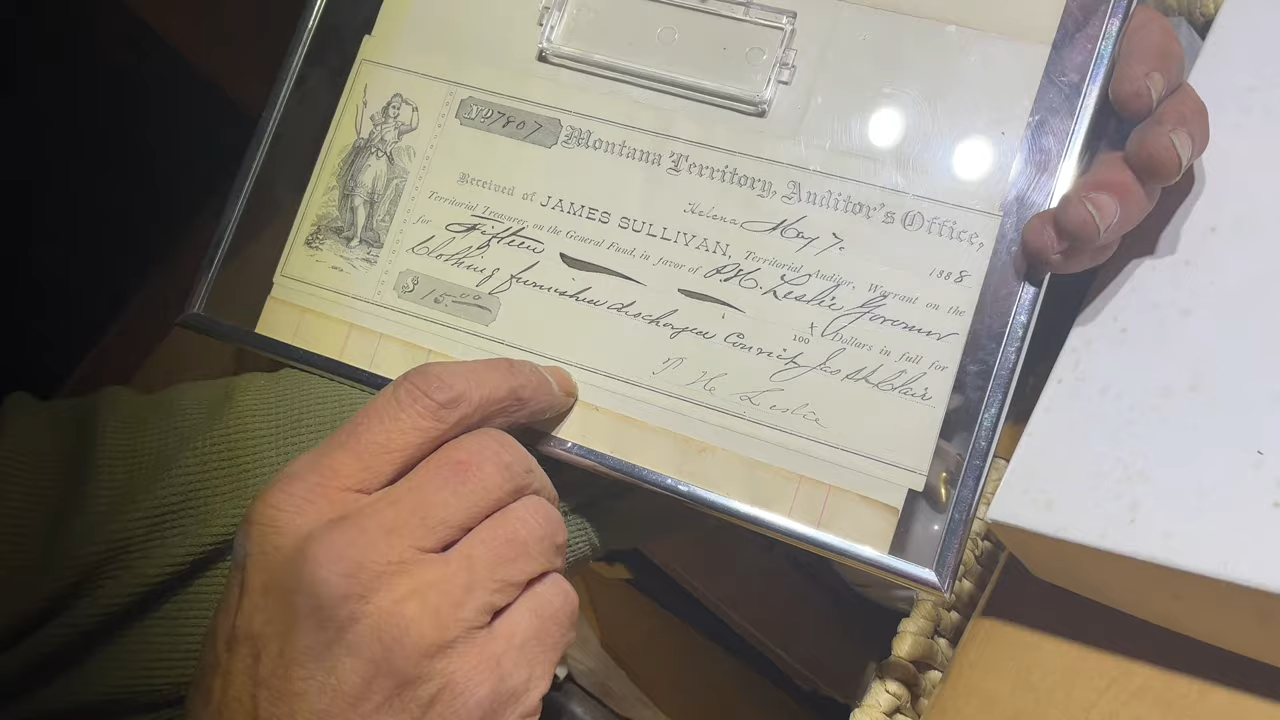 No 7807 Montana Territory, Auditor's Office,
Helena May 7. 1888
Received of JAMES SULLIVAN, Territorial Auditor, Warrant on the
Territorial Treasurer on the General Fund, in favor of P.H. Leslie Governor
for Fifteen X/100 Dollars in full for
Clothing furnished discharged Convict Jas St Clair
$ 15.00
P H Leslie